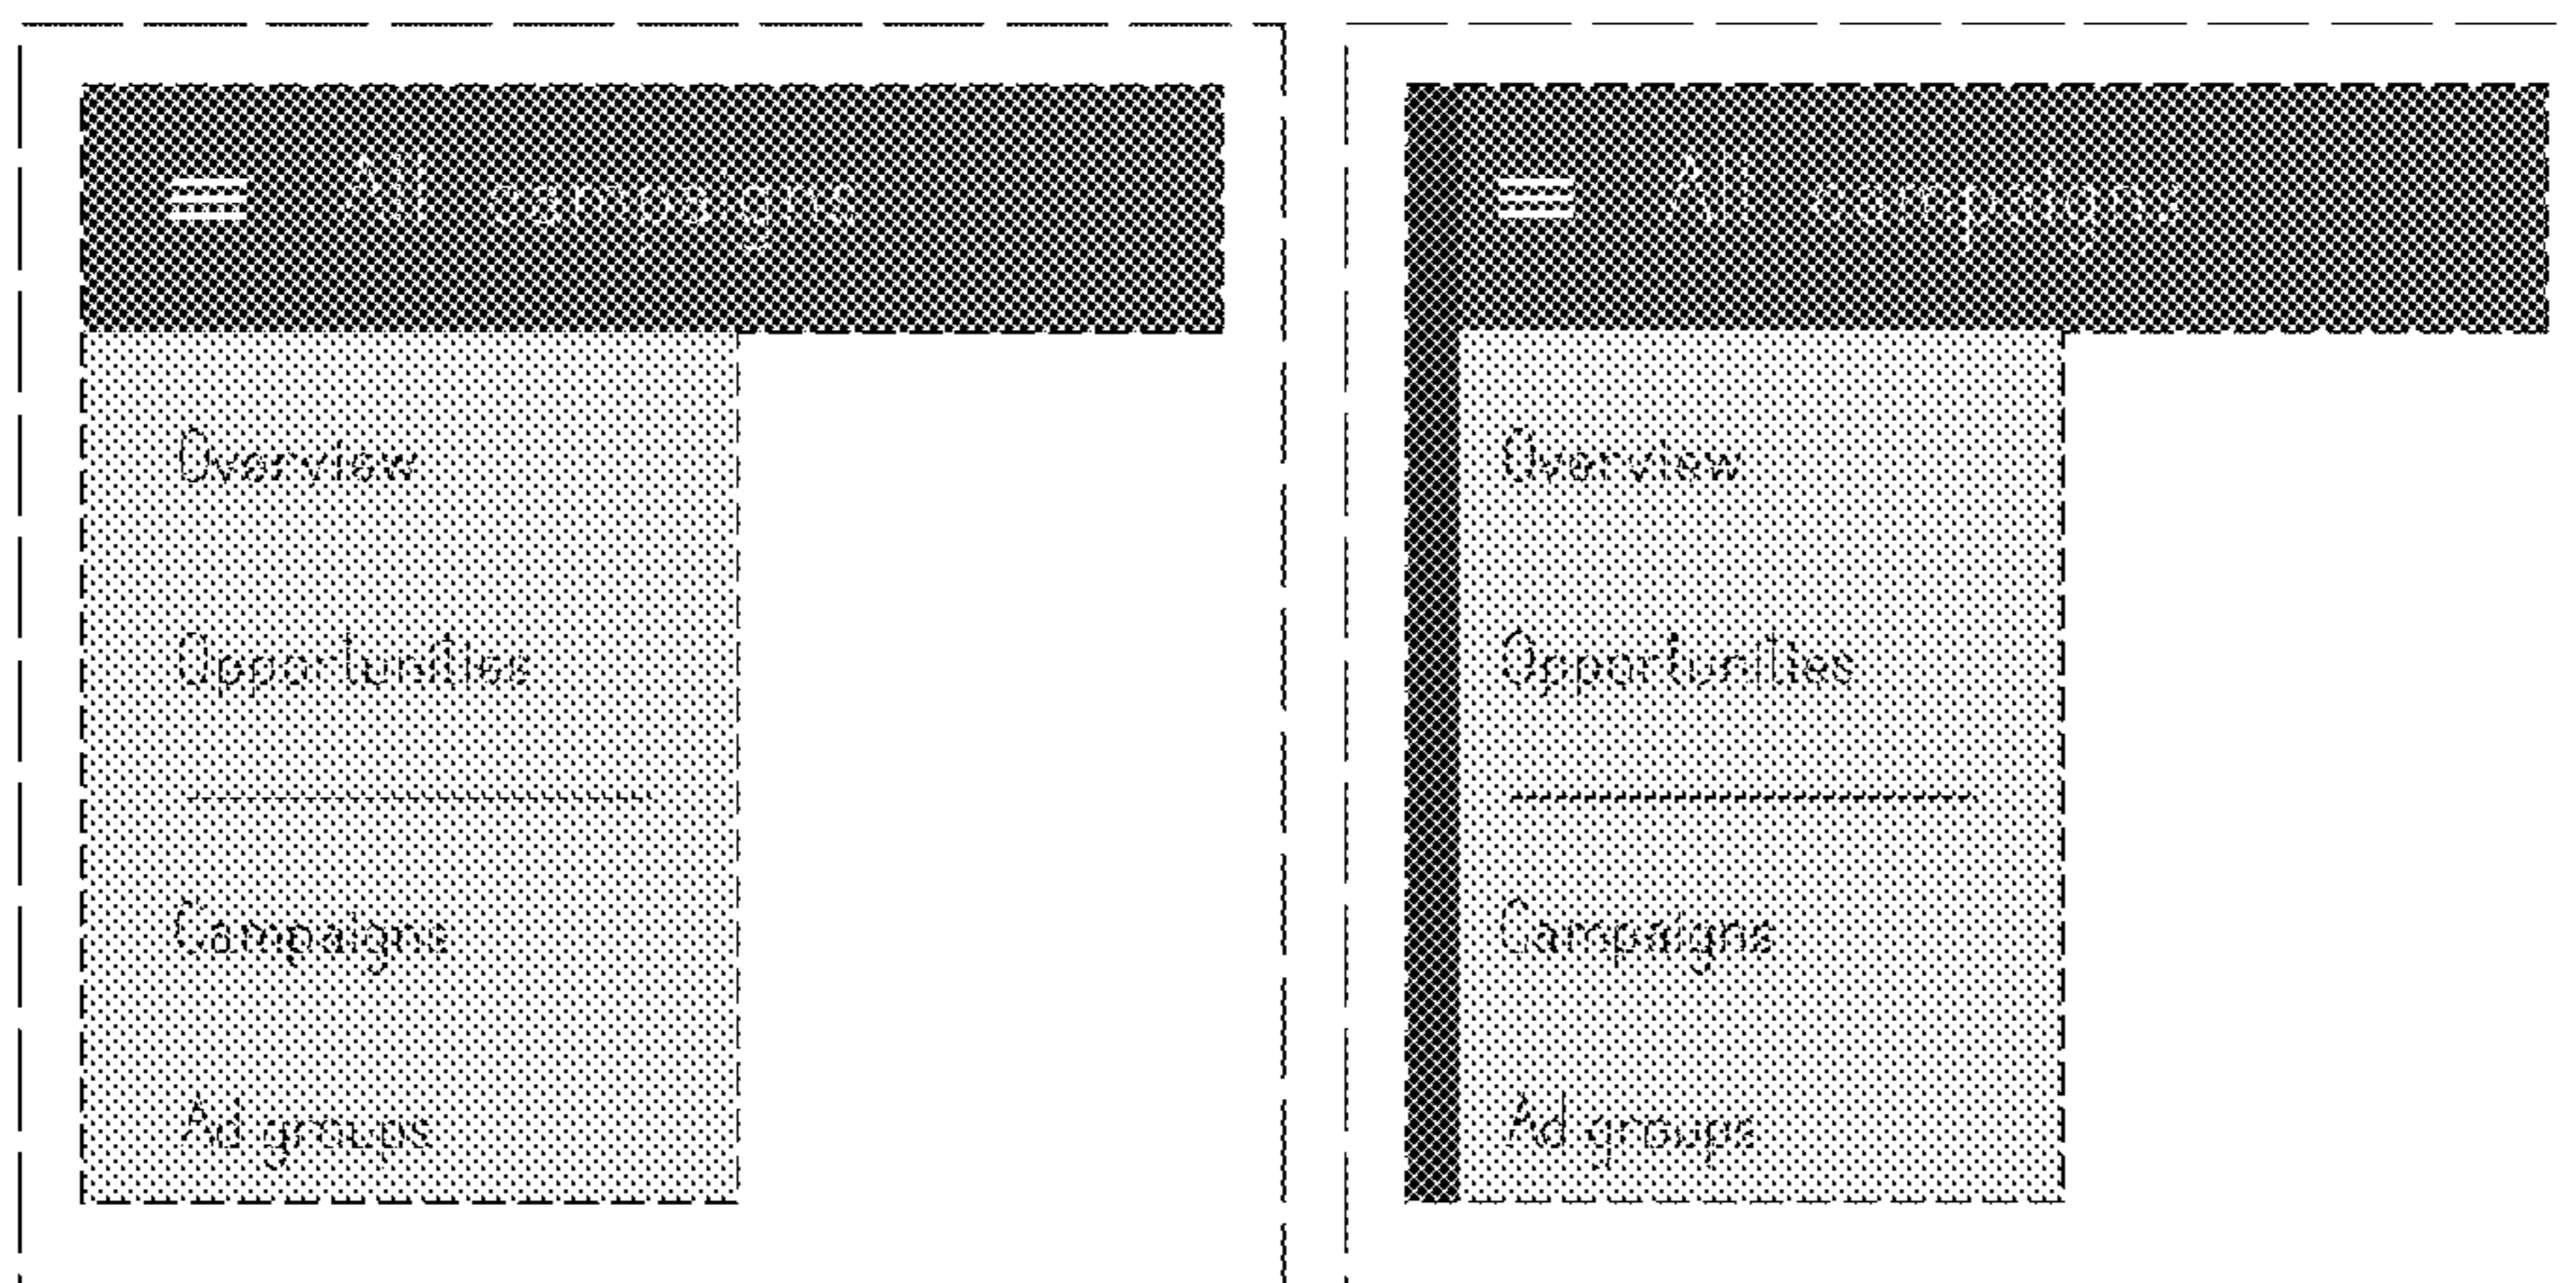 All campaigns
Overview
Opportunities
Campaigns
Ad groups
All campaigns
Overview
Opportunities
Campaigns
Ad groups